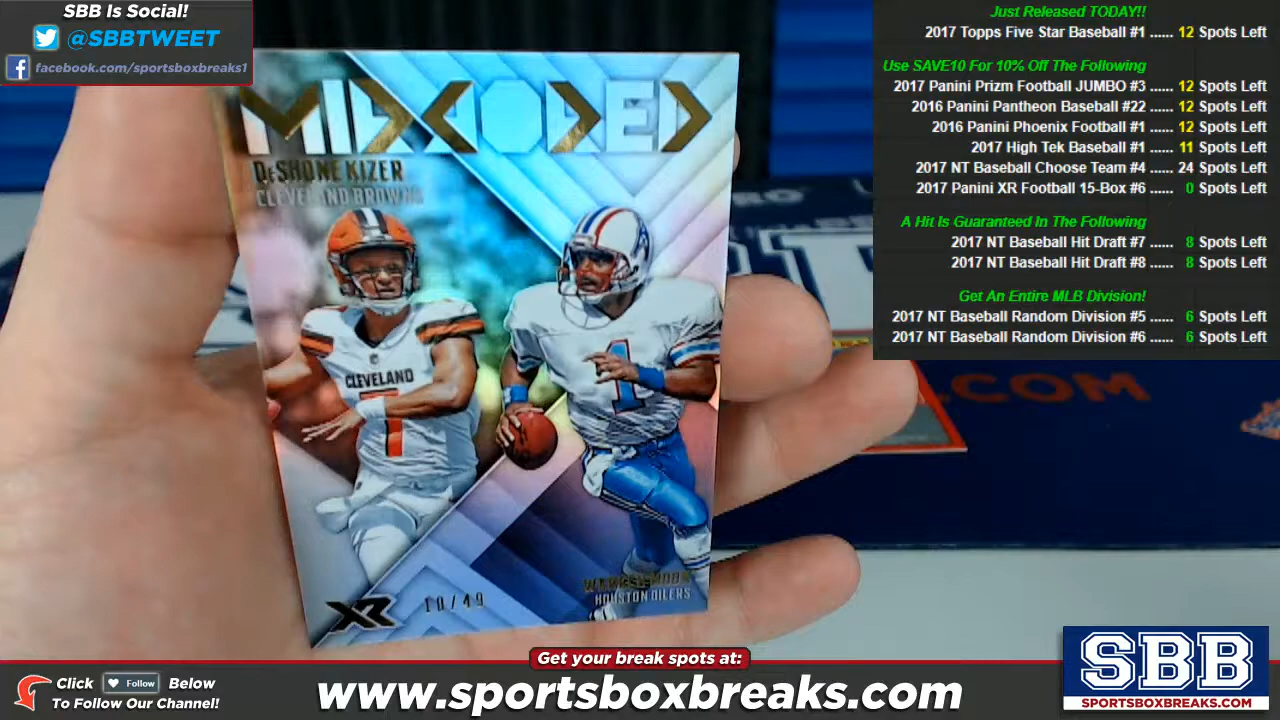 SBB Is Social!
@SBBTWEET
facebook.com/sportsboxbreaks1
Just Released TODAY!!
2017 Topps Five Star Baseball #1 ...... 12 Spots Left
Use SAVE10 For 10% Off The Following
2017 Panini Prizm Football JUMBO #3 ...... 12 Spots Left
2016 Panini Pantheon Baseball #22 ...... 12 Spots Left
2016 Panini Phoenix Football #1 ...... 12 Spots Left
2017 High Tek Baseball #1 ...... 11 Spots Left
2017 NT Baseball Choose Team #4 ...... 24 Spots Left
2017 Panini XR Football 15-Box #6 ...... 0 Spots Left
A Hit Is Guaranteed In The Following
2017 NT Baseball Hit Draft #7 ...... 8 Spots Left
2017 NT Baseball Hit Draft #8 ...... 8 Spots Left
Get An Entire MLB Division!
2017 NT Baseball Random Division #5 ...... 6 Spots Left
2017 NT Baseball Random Division #6 ...... 6 Spots Left
DeSHONE KIZER
CLEVELAND BROWNS
CLEVELAND
7
1
WARREN MOON
HOUSTON OILERS
XR
10/49
.COM
Get your break spots at:
www.sportsboxbreaks.com
Click Follow Below
To Follow Our Channel!
SBB
SPORTSBOXBREAKS.COM